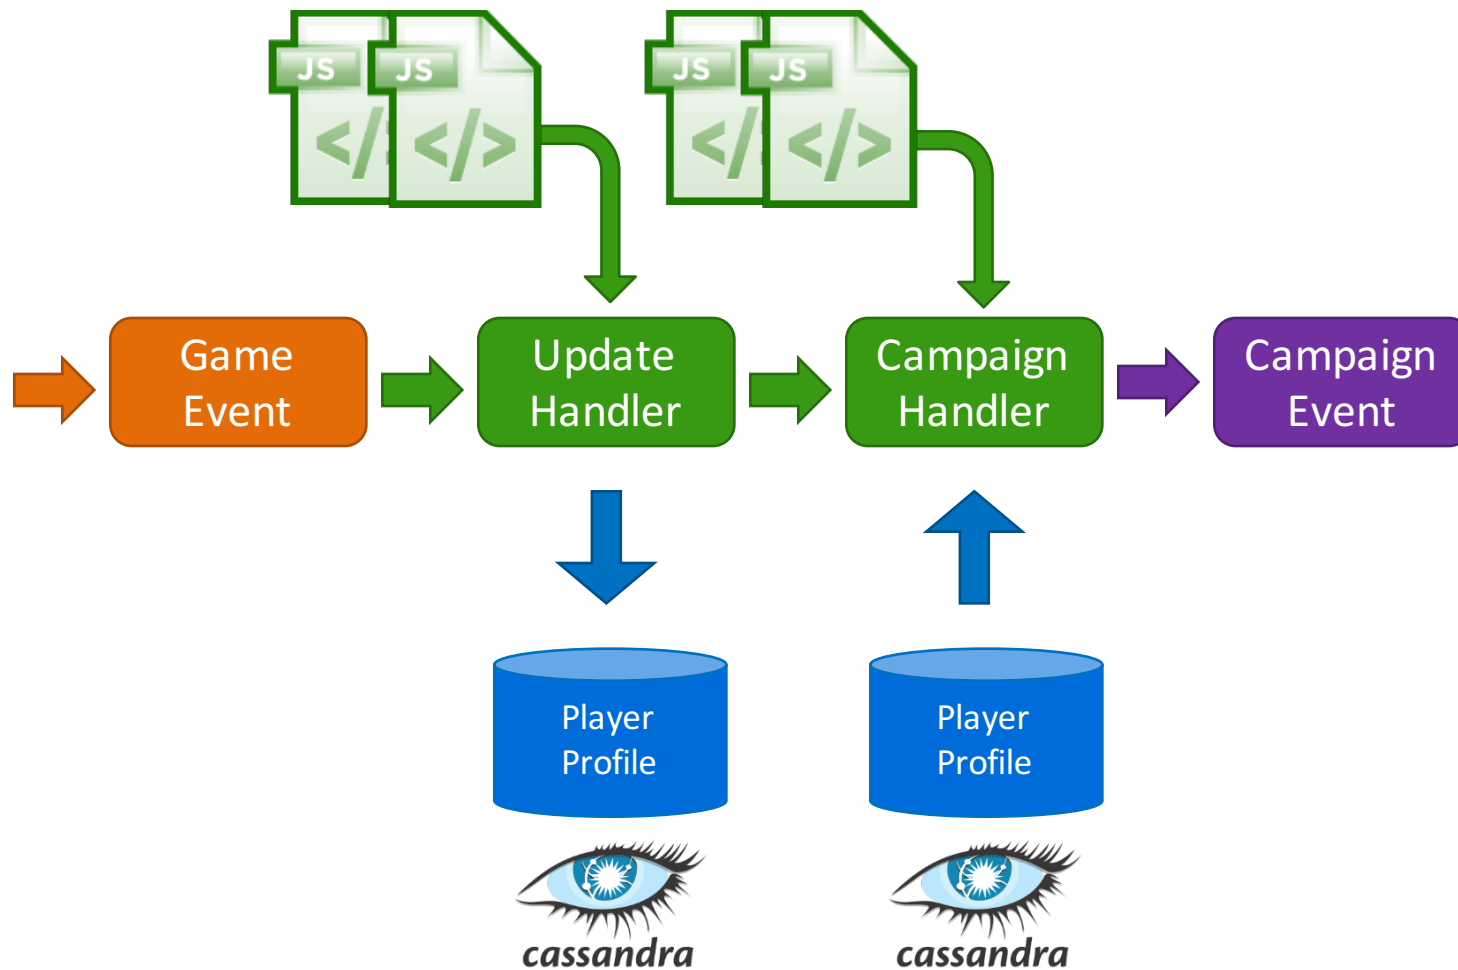 JS
JS
</>
</>
JS
JS
</>
</>
Game
Event
Update
Handler
Campaign
Handler
Campaign
Event
Player
Profile
Player
Profile
cassandra
cassandra